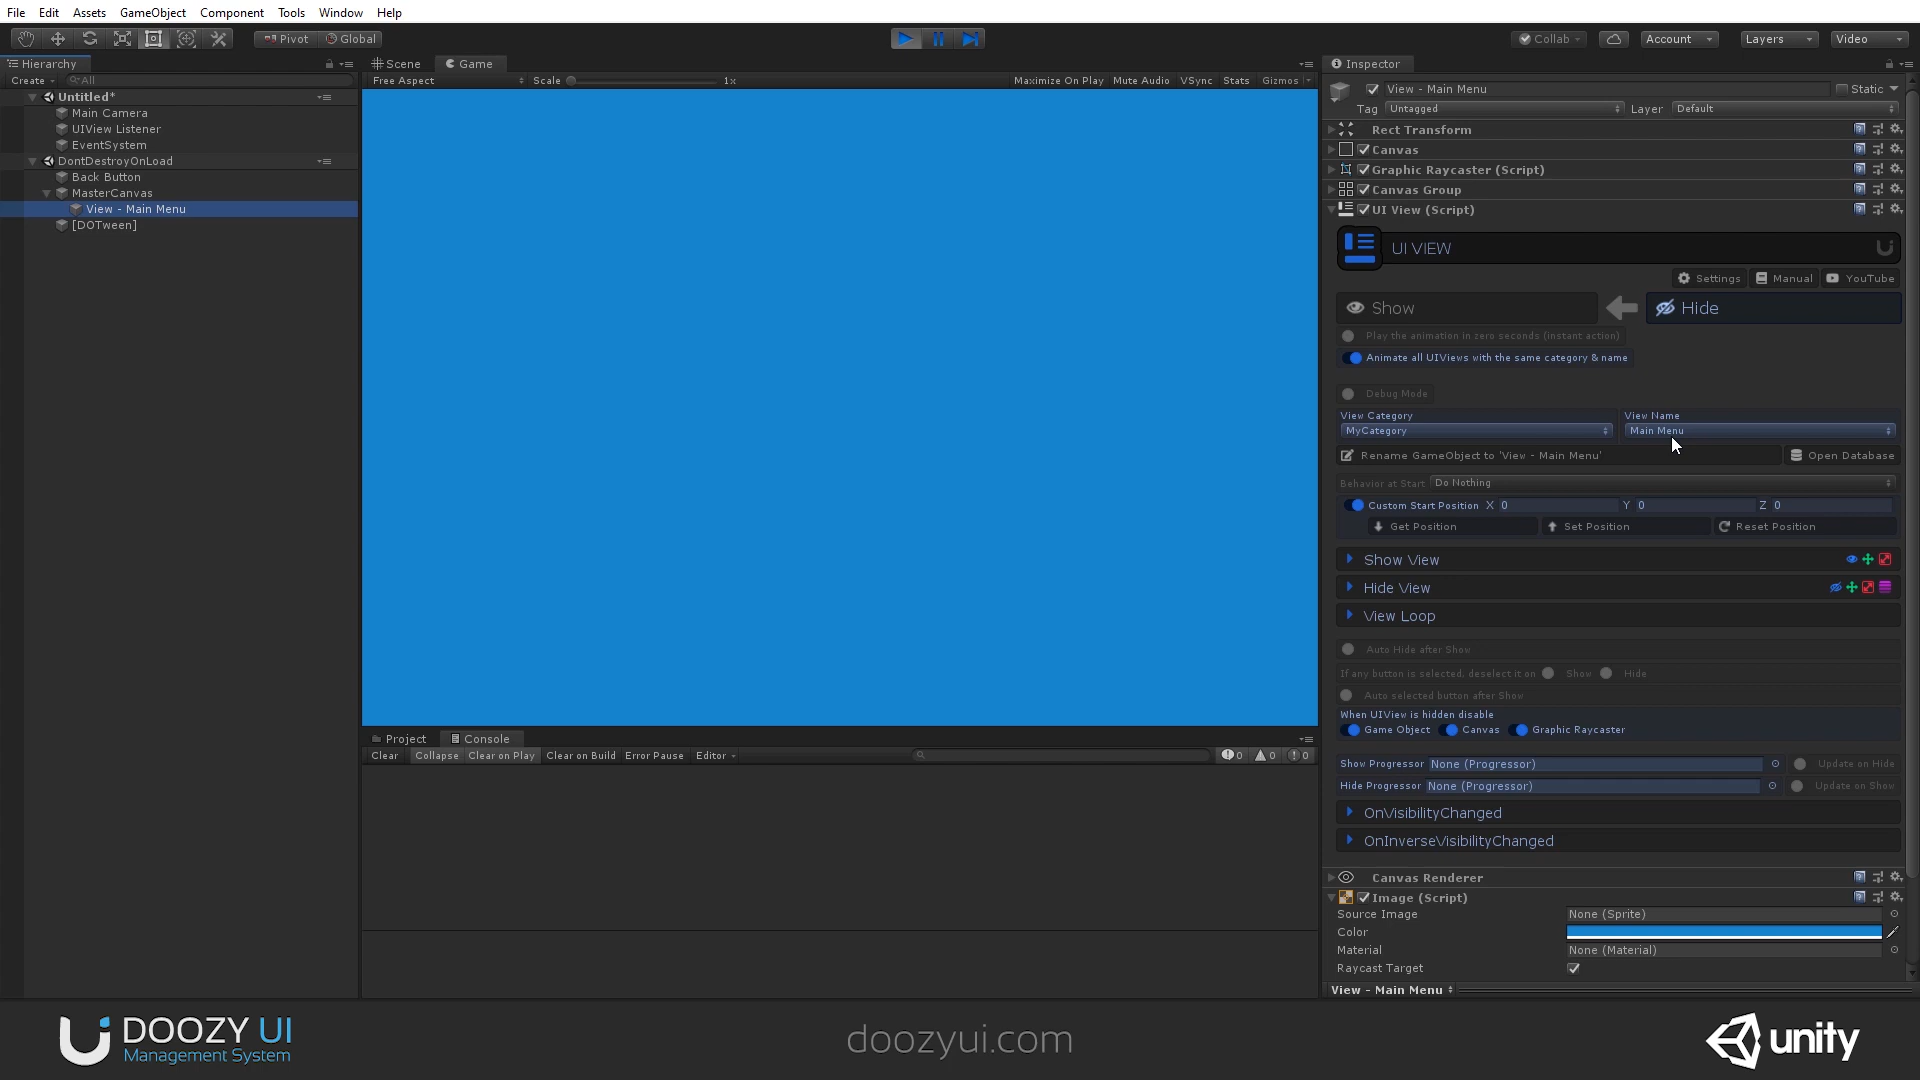 File Edit Assets GameObject Component Tools Window Help
Pivot Global Collab Account Layers Video
Hierarchy
Create All
Untitled*
Main Camera
UIView Listener
EventSystem
DontDestroyOnLoad
Back Button
MasterCanvas
View - Main Menu
[DOTween]
Scene Game
Free Aspect Scale 1x Maximize On Play Mute Audio VSync Stats Gizmos
Project Console
Clear Collapse Clear on Play Clear on Build Error Pause Editor 0 0 0
Inspector
View - Main Menu Static
Tag Untagged Layer Default
Rect Transform
Canvas
Graphic Raycaster (Script)
Canvas Group
UI View (Script)
UI VIEW
Settings Manual YouTube
Show Hide
Play the animation in zero seconds (instant action)
Animate all UIViews with the same category & name
Debug Mode
View Category View Name
MyCategory Main Menu
Rename GameObject to 'View - Main Menu' Open Database
Behavior at Start Do Nothing
Custom Start Position X 0 Y 0 Z 0
Get Position Set Position Reset Position
Show View
Hide View
View Loop
Auto Hide after Show
If any button is selected, deselect it on Show Hide
Auto selected button after Show
When UIView is hidden disable
Game Object Canvas Graphic Raycaster
Show Progressor None (Progressor) Update on Hide
Hide Progressor None (Progressor) Update on Show
OnVisibilityChanged
OnInverseVisibilityChanged
Canvas Renderer
Image (Script)
Source Image None (Sprite)
Color
Material None (Material)
Raycast Target
View - Main Menu
DOOZY UI
Management System
doozyui.com
unity